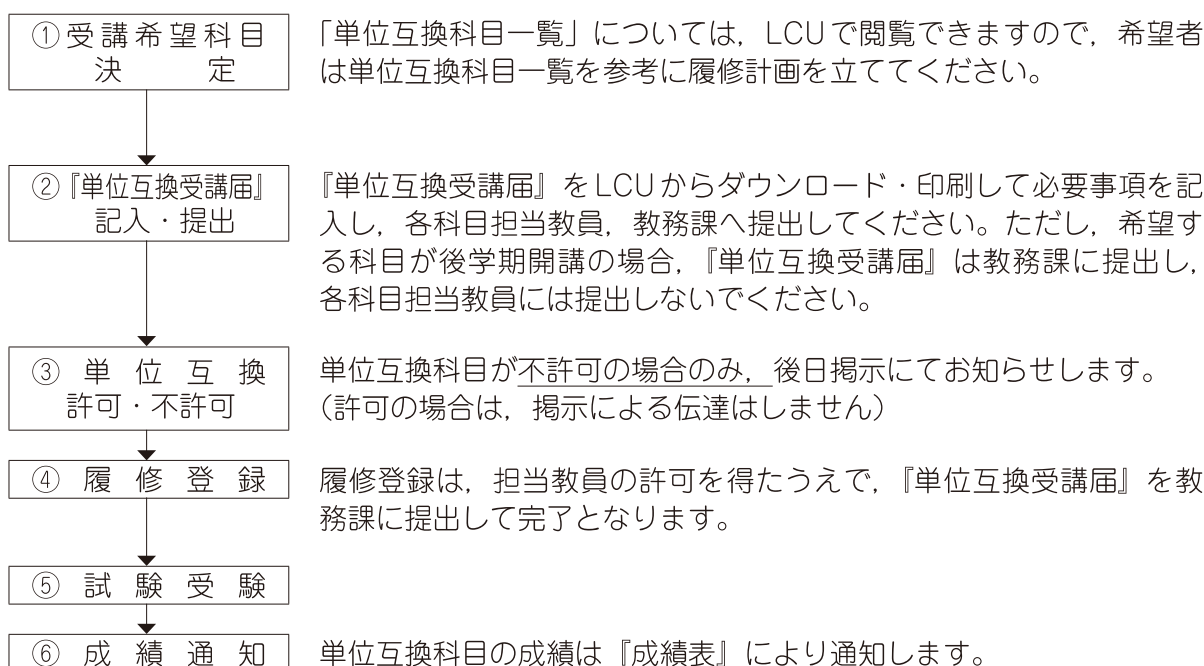 ①受講希望科目
決定
「単位互換科目一覧」については，LCUで閲覧できますので，希望者
は単位互換科目一覧を参考に履修計画を立ててください。
②『単位互換受講届』
記入・提出
『単位互換受講届』をLCUからダウンロード・印刷して必要事項を記
入し，各科目担当教員，教務課へ提出してください。ただし，希望す
る科目が後学期開講の場合，『単位互換受講届』は教務課に提出し，
各科目担当教員には提出しないでください。
③単位互換
許可・不許可
単位互換科目が不許可の場合のみ，後日掲示にてお知らせします。
（許可の場合は，掲示による伝達はしません）
④履修登録
履修登録は，担当教員の許可を得たうえで，『単位互換受講届』を教
務課に提出して完了となります。
⑤試験受験
⑥成績通知
単位互換科目の成績は『成績表』により通知します。